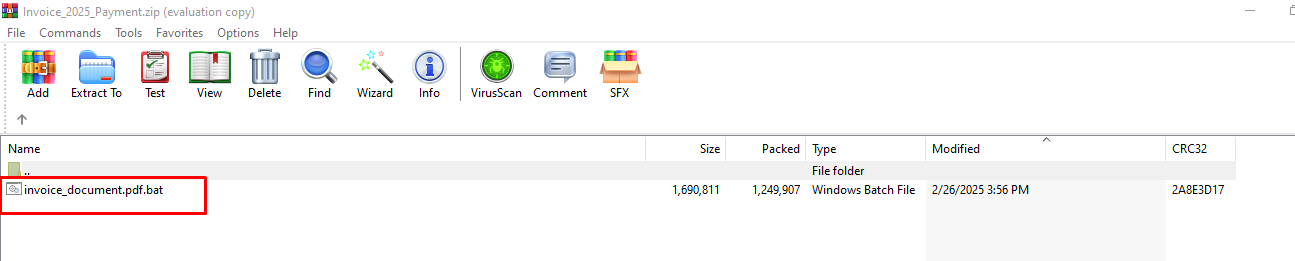 Invoice_2025_Payment.zip (evaluation copy)
File Commands Tools Favorites Options Help
Add Extract To Test View Delete Find Wizard Info VirusScan Comment SFX
Name Size Packed Type Modified CRC32
.. File folder
invoice_document.pdf.bat 1,690,811 1,249,907 Windows Batch File 2/26/2025 3:56 PM 2A8E3D17